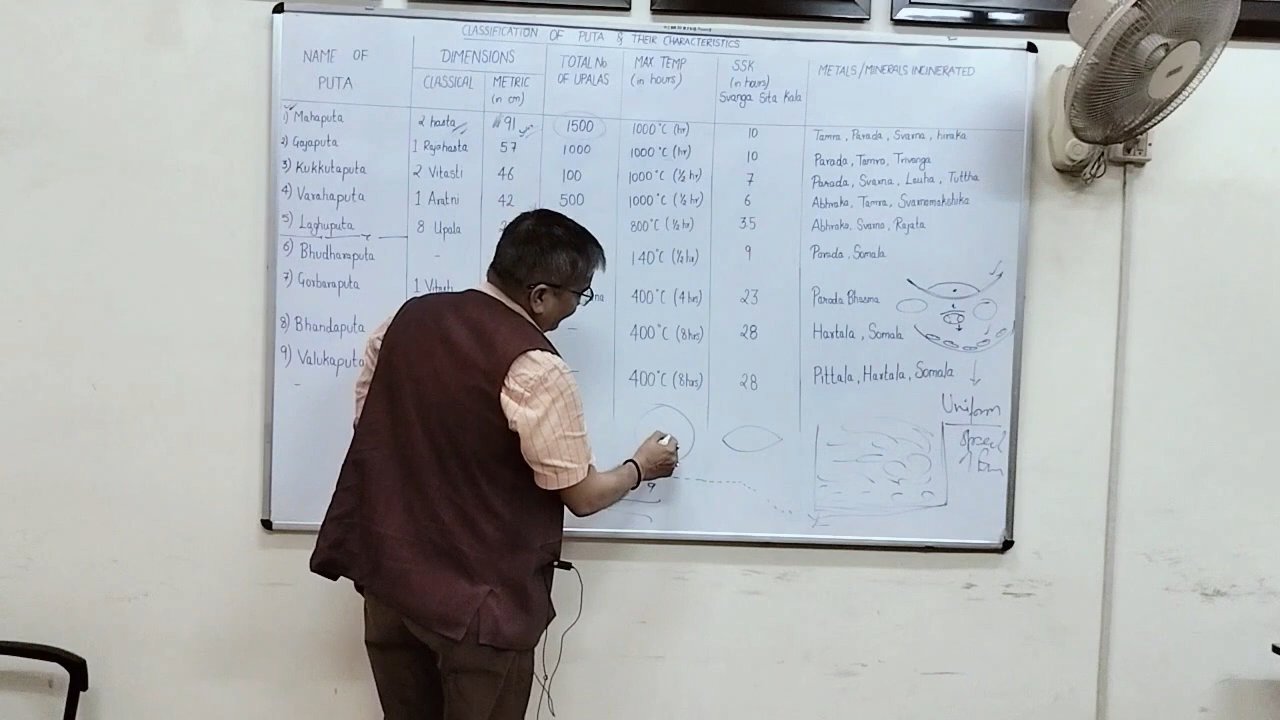 CLASSIFICATION OF PUTA & THEIR CHARACTERISTICS
NAME OF PUTA DIMENSIONS TOTAL No OF UPALAS MAX TEMP (in hours) SSK (n hours) Svanga Sita Kala METALS/MINERALS INCINERATED
CLASSICAL METRIC (n cm)
1) Mahaputa 2 hasta 91 1500 1000°C (hr) 10 Tamra, Parada, Svarna, hiraka
2) Gajaputa 1 Rajahasta 57 1000 1000°C (hr) 10 Parada, Tamra, Trivanga
3) Kukkutaputa 2 Vitasti 46 100 1000°C (½ hr) 7 Parada, Svarna, Lauha, Tuttha
4) Varahaputa 1 Aratni 42 500 1000°C (½ hr) 6 Abhraka, Tamra, Svarnamakshika
5) Laghuputa 8 Upala 800°C (½ hr) 35 Abhraka, Svarna, Rajata
6) Bhudharaputa - 140°C (½ hr) 9 Parada, Somala
7) Gorbaraputa 1 400°C (4 hrs) 23 Parada Bhasma
8) Bhandaputa - 400°C (8hrs) 28 Hartala, Somala
9) Valukaputa - 400°C (8hrs) 28 Pittala, Hartala, Somala
-
Uniform
9